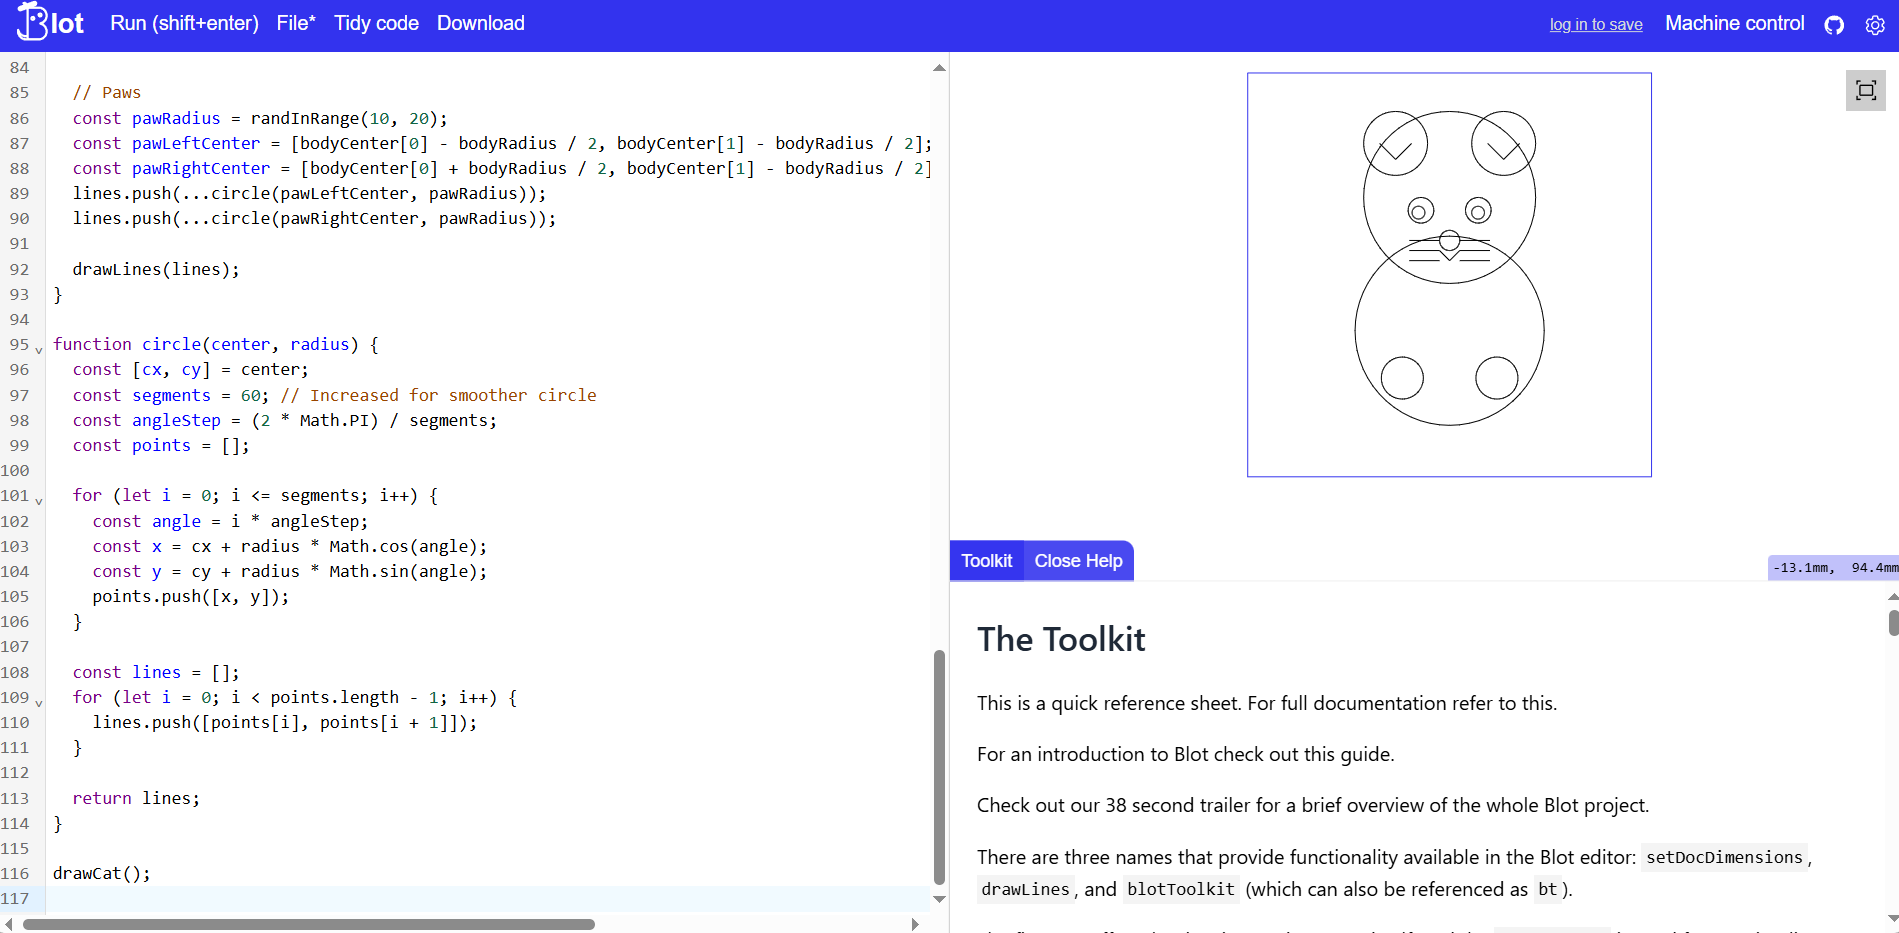 Blot Run (shift+enter) File* Tidy code Download log in to save Machine control
84
85 // Paws
86 const pawRadius = randInRange(10, 20);
87 const pawLeftCenter = [bodyCenter[0] - bodyRadius / 2, bodyCenter[1] - bodyRadius / 2];
88 const pawRightCenter = [bodyCenter[0] + bodyRadius / 2, bodyCenter[1] - bodyRadius / 2]
89 lines.push(...circle(pawLeftCenter, pawRadius));
90 lines.push(...circle(pawRightCenter, pawRadius));
91
92 drawLines(lines);
93 }
94
95 function circle(center, radius) {
96 const [cx, cy] = center;
97 const segments = 60; // Increased for smoother circle
98 const angleStep = (2 * Math.PI) / segments;
99 const points = [];
100
101 for (let i = 0; i <= segments; i++) {
102 const angle = i * angleStep;
103 const x = cx + radius * Math.cos(angle);
104 const y = cy + radius * Math.sin(angle);
105 points.push([x, y]);
106 }
107
108 const lines = [];
109 for (let i = 0; i < points.length - 1; i++) {
110 lines.push([points[i], points[i + 1]]);
111 }
112
113 return lines;
114 }
115
116 drawCat();
117
Toolkit Close Help
-13.1mm, 94.4mm
The Toolkit
This is a quick reference sheet. For full documentation refer to this.
For an introduction to Blot check out this guide.
Check out our 38 second trailer for a brief overview of the whole Blot project.
There are three names that provide functionality available in the Blot editor: setDocDimensions,
drawLines, and blotToolkit (which can also be referenced as bt).